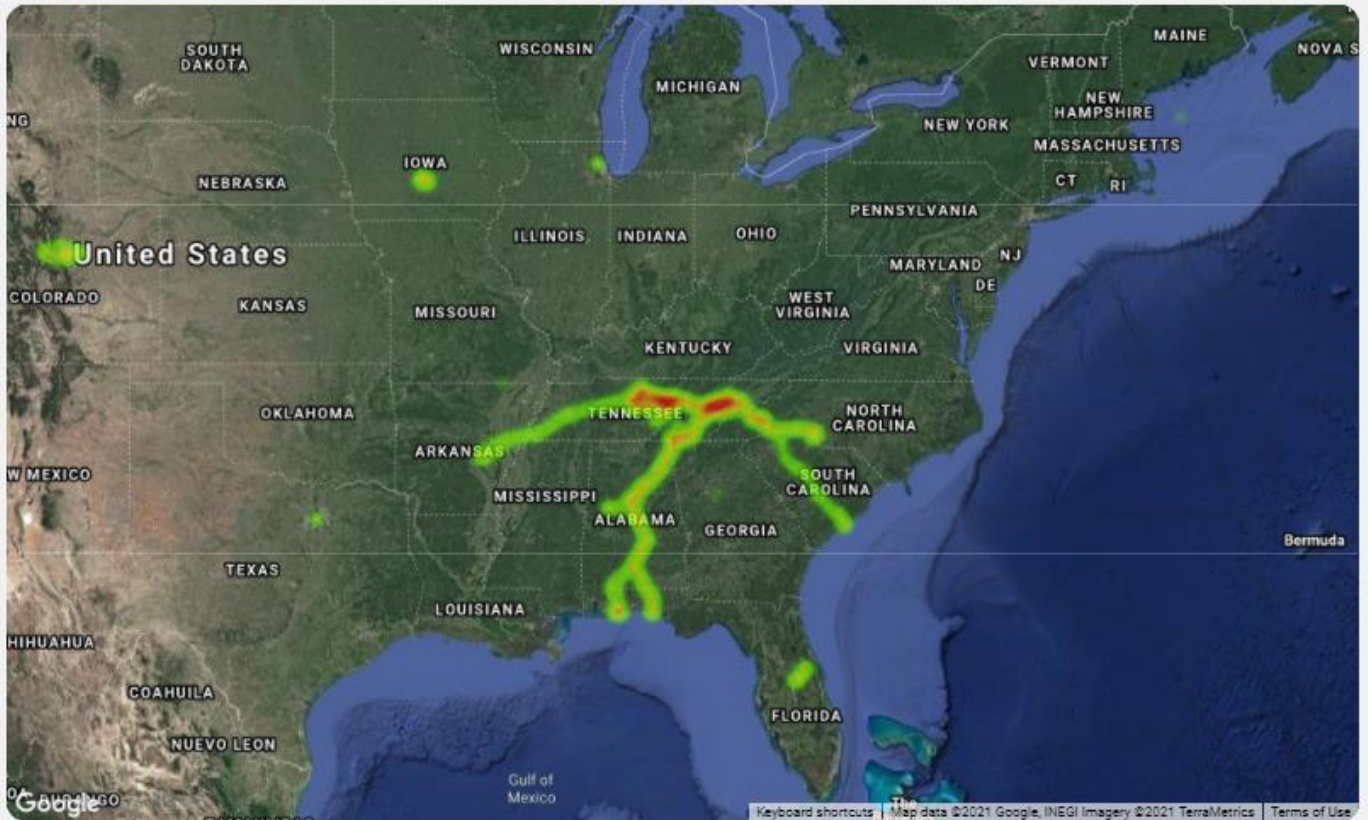 MAINE
SOUTH
DAKOTA
WISCONSIN
NOVA S
VERMONT
MICHIGAN
NEW
HAMPSHIRE
NG
NEW YORK
MASSACHUSETTS
IOWA
NEBRASKA
CT
RI
PENNSYLVANIA
ILLINOIS
INDIANA
OHIO
United States
NJ
MARYLAND
DE
COLORADO
KANSAS
MISSOURI
WEST
VIRGINIA
KENTUCKY
VIRGINIA
OKLAHOMA
TENNESSEE
NORTH
CAROLINA
ARKANSAS
W MEXICO
SOUTH
CAROLINA
MISSISSIPPI
ALABAMA
GEORGIA
Bermuda
TEXAS
LOUISIANA
HIHUAHUA
COAHUILA
FLORIDA
NUEVO LEON
Gulf of
Mexico
DURANGO
Google
The
Keyboard shortcuts
Map data ©2021 Google, INEGI Imagery ©2021 TerraMetrics
Terms of Use